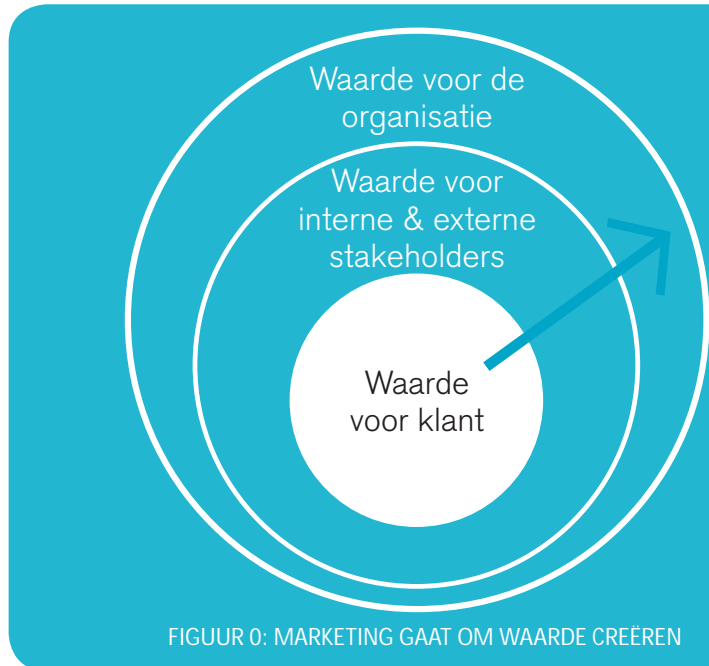 Waarde voor de
organisatie
Waarde voor
interne & externe
stakeholders
Waarde
voor klant
FIGUUR 0: MARKETING GAAT OM WAARDE CREËREN